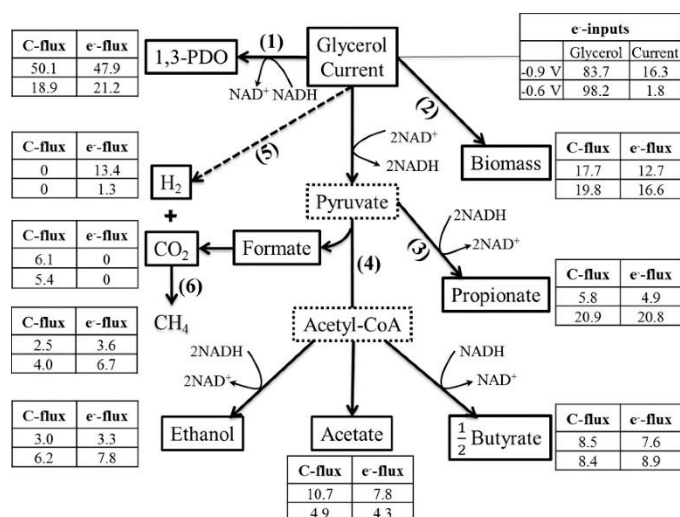 C-flux e⁻-flux
50.1 47.9
18.9 21.2
1,3-PDO
(1)
NAD⁺ NADH
Glycerol
Current
e⁻-inputs
Glycerol Current
-0.9 V 83.7 16.3
-0.6 V 98.2 1.8
(2)
Biomass
C-flux e⁻-flux
17.7 12.7
19.8 16.6
2NAD⁺
2NADH
(5)
C-flux e⁻-flux
0 13.4
0 1.3
H₂
+
Pyruvate
2NADH
2NAD⁺
(3)
Propionate
C-flux e⁻-flux
5.8 4.9
20.9 20.8
C-flux e⁻-flux
6.1 0
5.4 0
CO₂
Formate
(4)
(6)
CH₄
C-flux e⁻-flux
2.5 3.6
4.0 6.7
Acetyl-CoA
2NADH
2NAD⁺
NADH
NAD⁺
C-flux e⁻-flux
3.0 3.3
6.2 7.8
Ethanol
Acetate
½ Butyrate
C-flux e⁻-flux
8.5 7.6
8.4 8.9
C-flux e⁻-flux
10.7 7.8
4.9 4.3